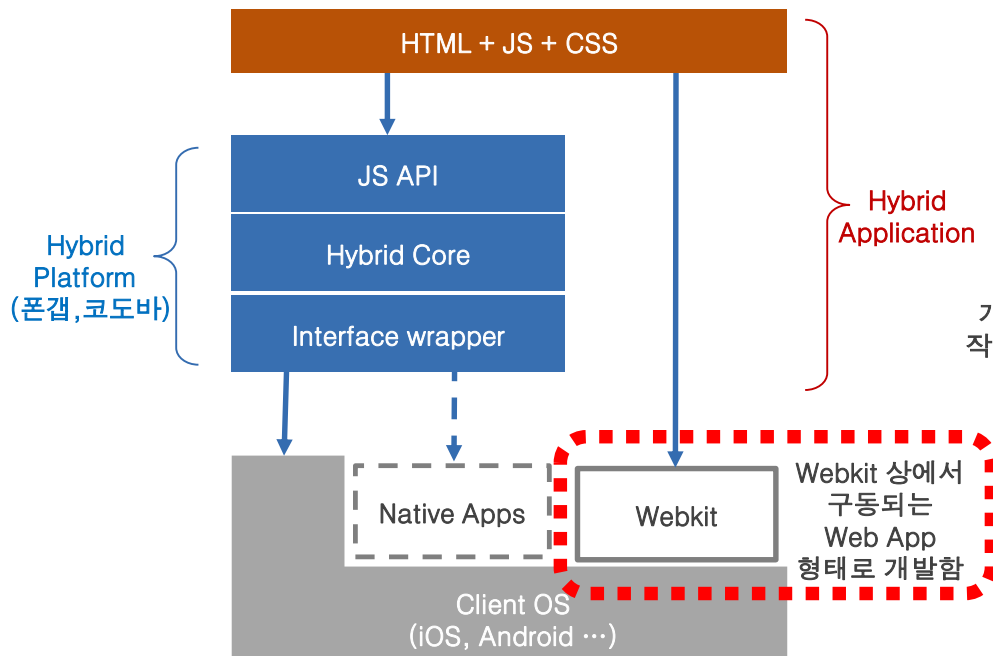 HTML + JS + CSS
JS API
Hybrid Core
Interface wrapper
Hybrid
Platform
(폰갭,코도바)
Hybrid
Application
작
Native Apps
Webkit
Webkit 상에서
구동되는
Web App
형태로 개발함
Client OS
(iOS, Android …)